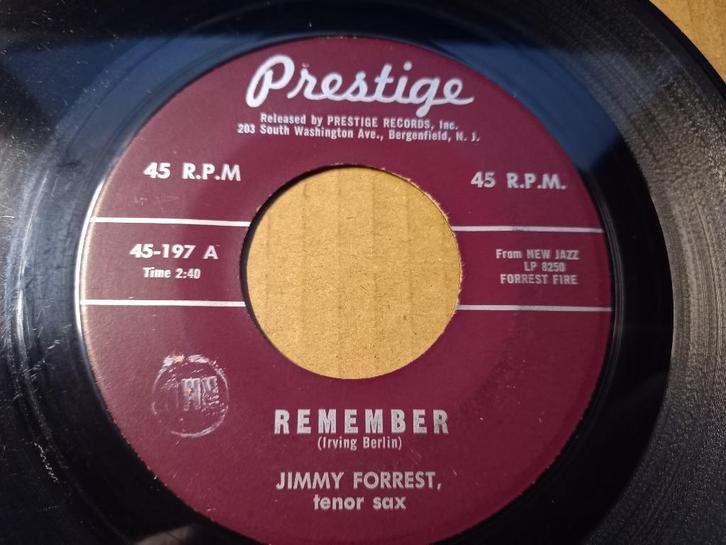 Prestige
Released by PRESTIGE RECORDS, Inc.
203 South Washington Ave., Bergenfield, N. J.
45 R.P.M
45 R.P.M.
45-197 A
Time 2:40
From NEW JAZZ
LP 8250
FORREST FIRE
REMEMBER
(Irving Berlin)
JIMMY FORREST,
tenor sax